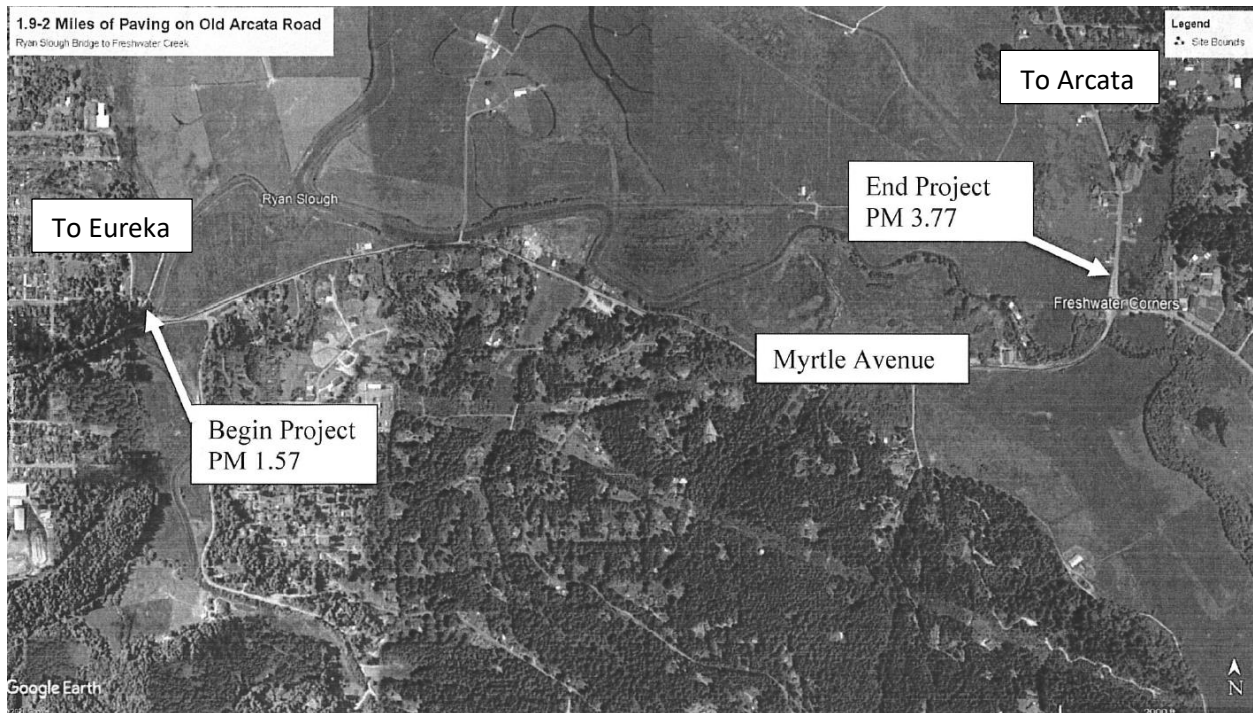 1.9-2 Miles of Paving on Old Arcata Road
Ryan Slough Bridge to Freshwater Creek
Legend
Site Bounds
To Arcata
End Project
PM 3.77
Ryan Slough
To Eureka
Freshwater Corners
Myrtle Avenue
Begin Project
PM 1.57
Google Earth
N